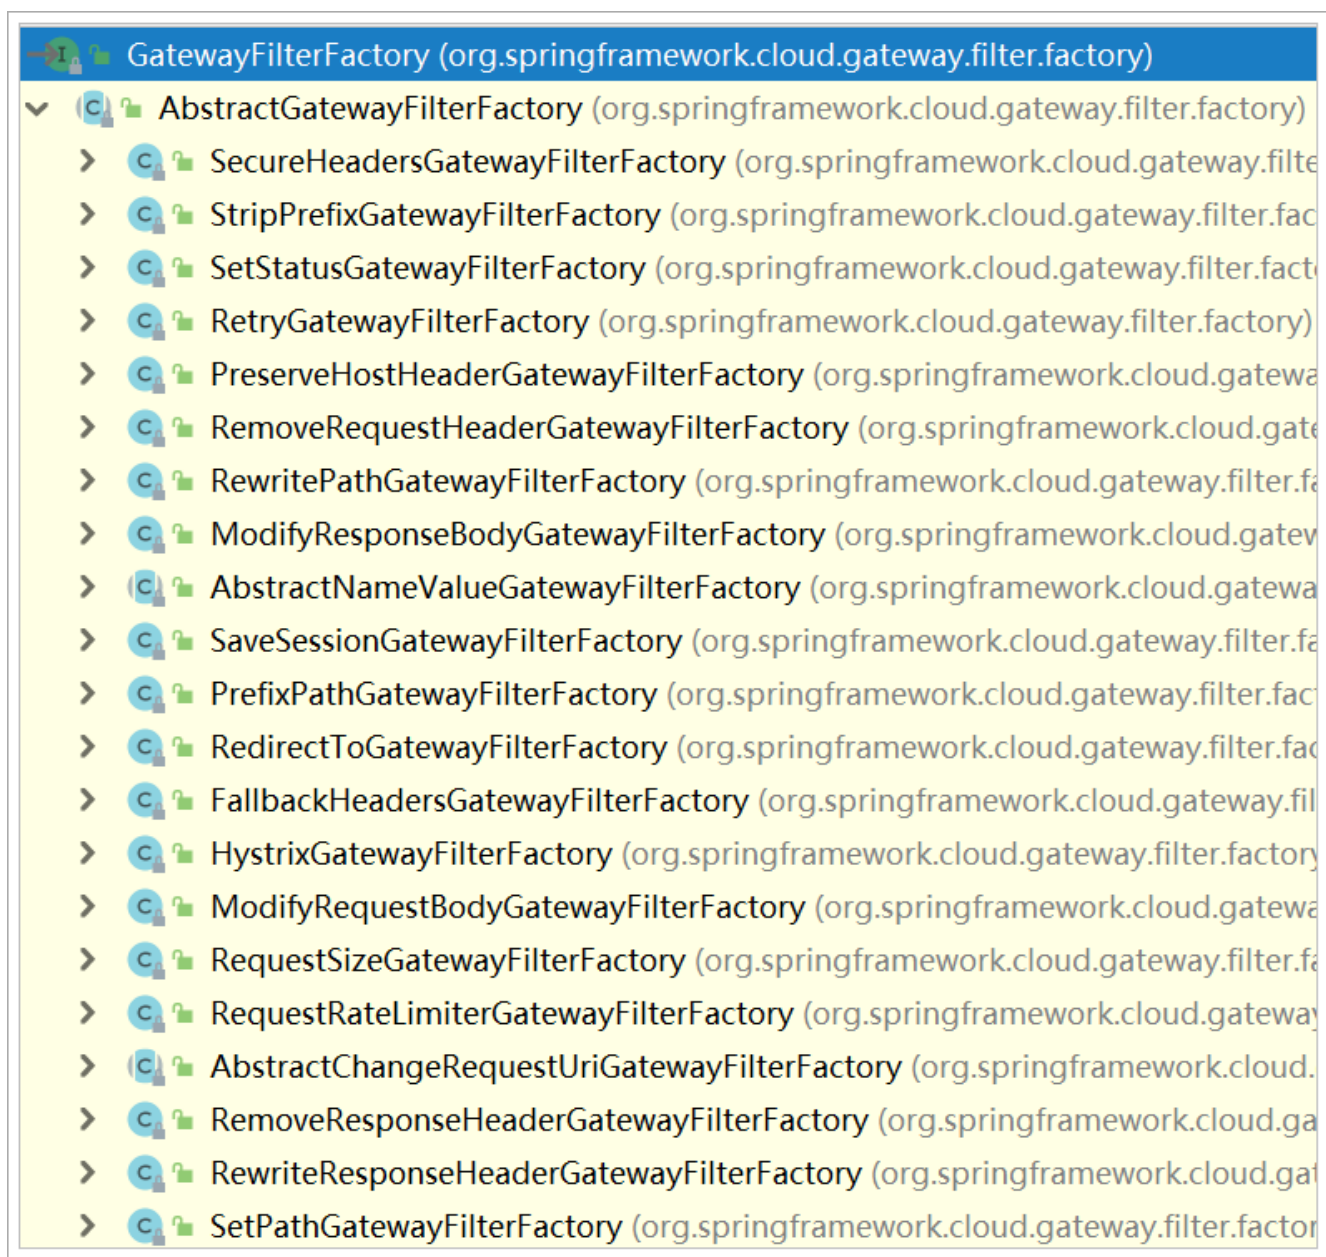 GatewayFilterFactory (org.springframework.cloud.gateway.filter.factory)
AbstractGatewayFilterFactory (org.springframework.cloud.gateway.filter.factory)
SecureHeadersGatewayFilterFactory (org.springframework.cloud.gateway.filte
StripPrefixGatewayFilterFactory (org.springframework.cloud.gateway.filter.fac
SetStatusGatewayFilterFactory (org.springframework.cloud.gateway.filter.fact
RetryGatewayFilterFactory (org.springframework.cloud.gateway.filter.factory)
PreserveHostHeaderGatewayFilterFactory (org.springframework.cloud.gatewa
RemoveRequestHeaderGatewayFilterFactory (org.springframework.cloud.gate
RewritePathGatewayFilterFactory (org.springframework.cloud.gateway.filter.fa
ModifyResponseBodyGatewayFilterFactory (org.springframework.cloud.gatew
AbstractNameValueGatewayFilterFactory (org.springframework.cloud.gatewa
SaveSessionGatewayFilterFactory (org.springframework.cloud.gateway.filter.fa
PrefixPathGatewayFilterFactory (org.springframework.cloud.gateway.filter.fact
RedirectToGatewayFilterFactory (org.springframework.cloud.gateway.filter.fac
FallbackHeadersGatewayFilterFactory (org.springframework.cloud.gateway.fil
HystrixGatewayFilterFactory (org.springframework.cloud.gateway.filter.factory
ModifyRequestBodyGatewayFilterFactory (org.springframework.cloud.gatewa
RequestSizeGatewayFilterFactory (org.springframework.cloud.gateway.filter.fa
RequestRateLimiterGatewayFilterFactory (org.springframework.cloud.gateway
AbstractChangeRequestUriGatewayFilterFactory (org.springframework.cloud.
RemoveResponseHeaderGatewayFilterFactory (org.springframework.cloud.ga
RewriteResponseHeaderGatewayFilterFactory (org.springframework.cloud.gat
SetPathGatewayFilterFactory (org.springframework.cloud.gateway.filter.factor